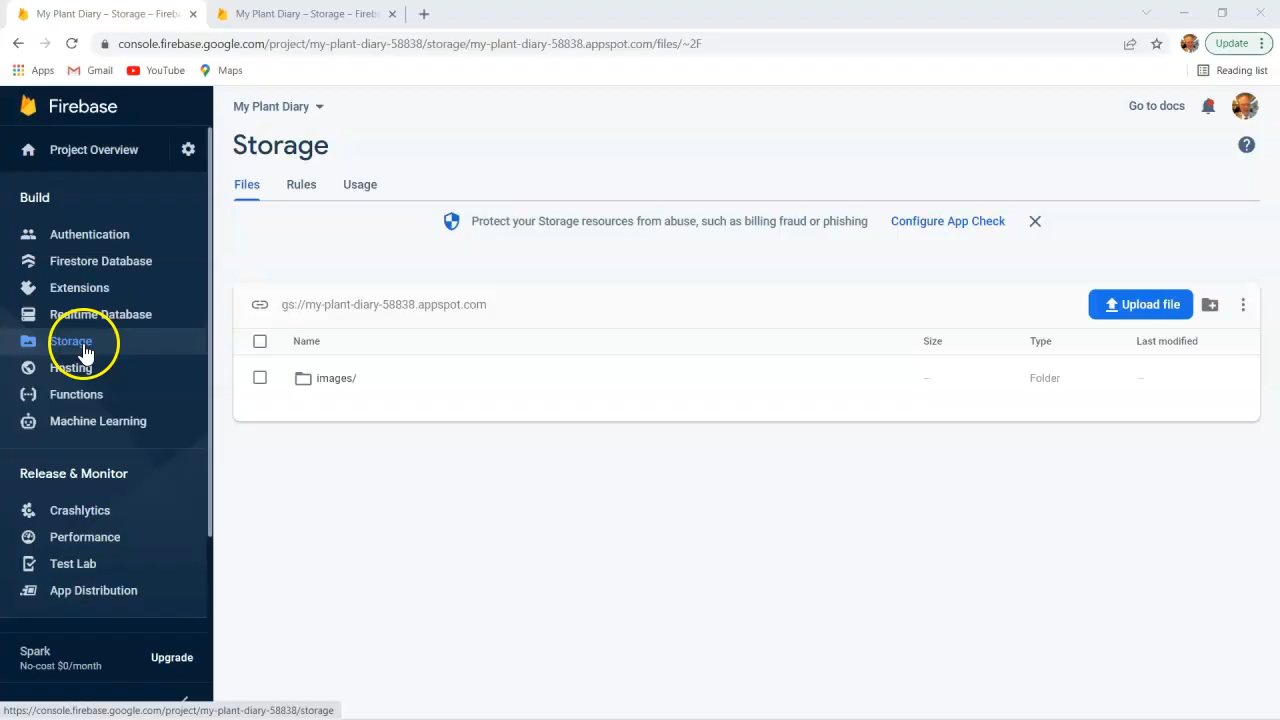 My Plant Diary – Storage – Fireb
My Plant Diary – Storage – Fireb
console.firebase.google.com/project/my-plant-diary-58838/storage/my-plant-diary-58838.appspot.com/files/~2F
Update
Apps
Gmail
YouTube
Maps
Reading list
Firebase
My Plant Diary
Go to docs
Project Overview
Storage
Files
Rules
Usage
Build
Protect your Storage resources from abuse, such as billing fraud or phishing
Configure App Check
Authentication
Firestore Database
Extensions
Realtime Database
Storage
Hosting
Functions
Machine Learning
gs://my-plant-diary-58838.appspot.com
Upload file
Name
Size
Type
Last modified
images/
–
Folder
–
Release & Monitor
Crashlytics
Performance
Test Lab
App Distribution
Spark
No-cost $0/month
Upgrade
https://console.firebase.google.com/project/my-plant-diary-58838/storage